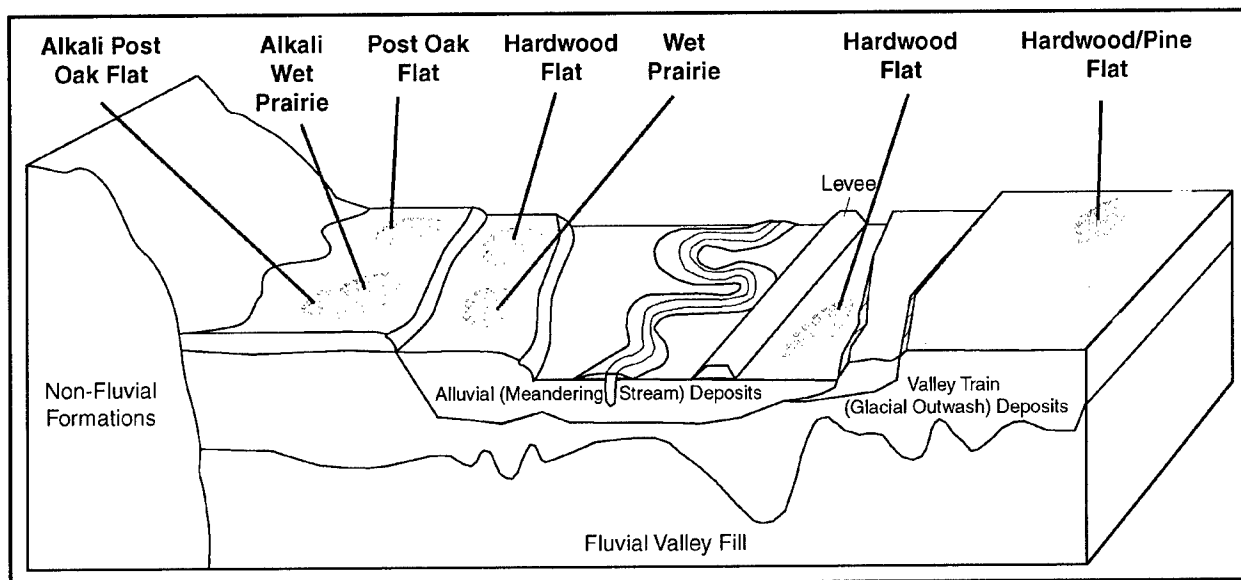 Alkali Post
Oak Flat
Alkali
Wet
Prairie
Post Oak
Flat
Hardwood
Flat
Wet
Prairie
Hardwood
Flat
Hardwood/Pine
Flat
Levee
Non-Fluvial
Formations
Alluvial (Meandering Stream) Deposits
Valley Train
(Glacial Outwash) Deposits
Fluvial Valley Fill